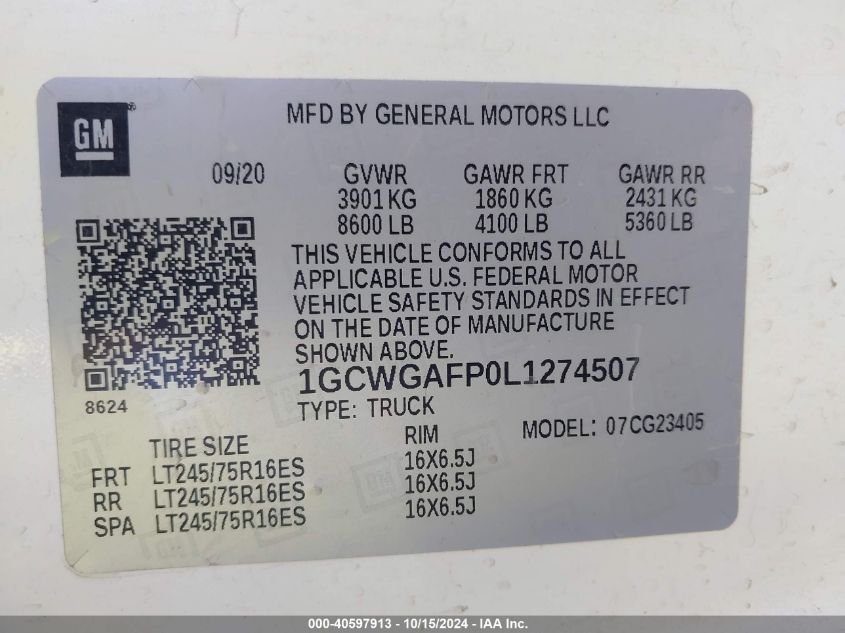 GM®
MFD BY GENERAL MOTORS LLC
09/20 GVWR GAWR FRT GAWR RR
3901 KG 1860 KG 2431 KG
8600 LB 4100 LB 5360 LB
THIS VEHICLE CONFORMS TO ALL
APPLICABLE U.S. FEDERAL MOTOR
VEHICLE SAFETY STANDARDS IN EFFECT
ON THE DATE OF MANUFACTURE
SHOWN ABOVE.
1GCWGAFP0L1274507
8624
TYPE: TRUCK
MODEL: 07CG23405
TIRE SIZE RIM
FRT LT245/75R16ES 16X6.5J
RR LT245/75R16ES 16X6.5J
SPA LT245/75R16ES 16X6.5J
000-40597913 - 10/15/2024 - IAA Inc.